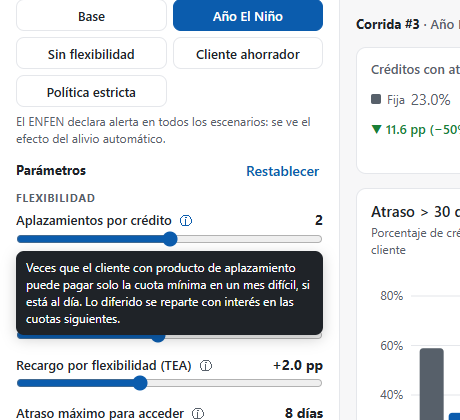 Base
Año El Niño
Sin flexibilidad
Cliente ahorrador
Política estricta
El ENFEN declara alerta en todos los escenarios: se ve el
efecto del alivio automático.
Parámetros
Restablecer
FLEXIBILIDAD
Aplazamientos por crédito ⓘ 2
Veces que el cliente con producto de aplazamiento
puede pagar solo la cuota mínima en un mes difícil, si
está al día. Lo diferido se reparte con interés en las
cuotas siguientes.
Recargo por flexibilidad (TEA) ⓘ +2.0 pp
Atraso máximo para acceder ⓘ 8 días
Corrida #3 · Año
Créditos con at
Fija 23.0%
▼ 11.6 pp (−50%
Atraso > 30 d
Porcentaje de cré
cliente
80%
60%
40%